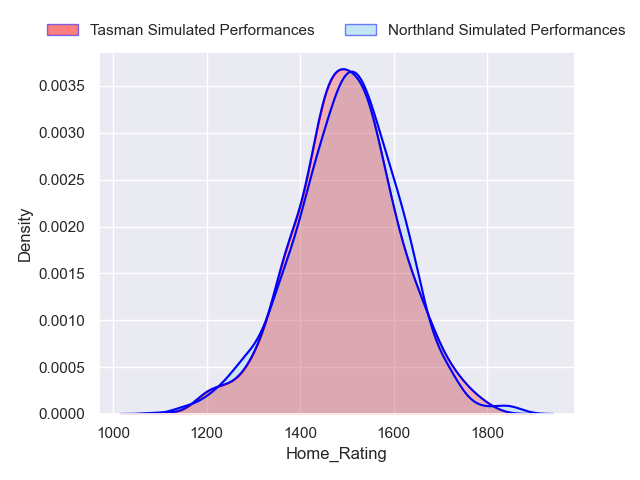 Tasman Simulated Performances
Northland Simulated Performances
0.0035
0.0030
0.0025
0.0020
0.0015
0.0010
0.0005
0.0000
Density
1000 1200 1400 1600 1800
Home_Rating